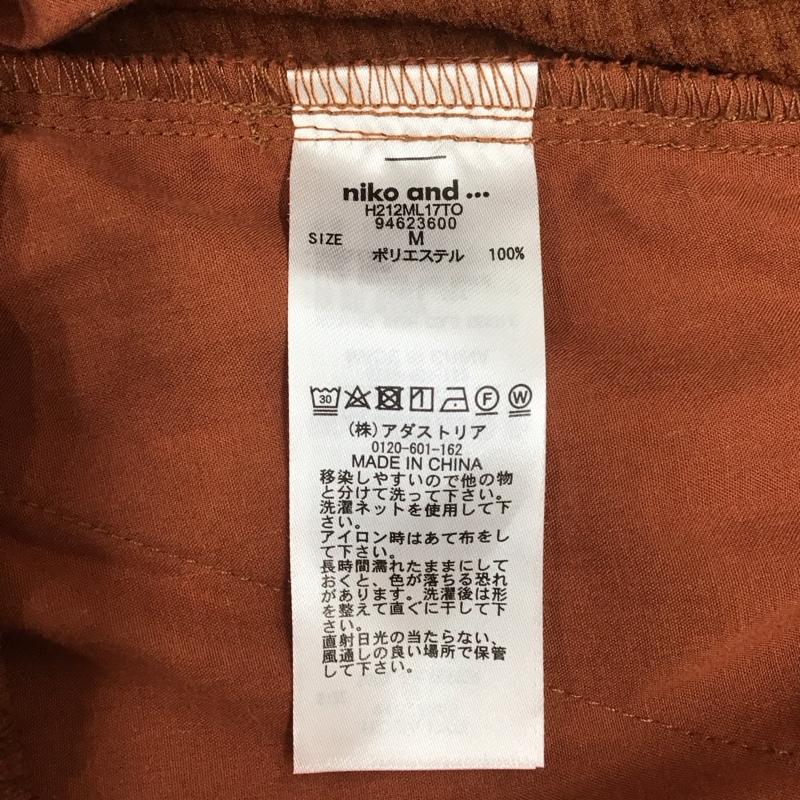 niko and ...
H212ML17TO
94623600
SIZE M
ポリエステル 100%
30 F W
(株)アダストリア
0120-601-162
MADE IN CHINA
移染しやすいので他の物
と分けて洗って下さい。
洗濯ネットを使用して下
さい。
アイロン時はあて布をし
て下さい。
長時間濡れたままにして
おくと、色が落ちる恐れ
があります。洗濯後は形
を整えて直ぐに干して下
さい。
直射日光の当たらない、
風通しの良い場所で保管
して下さい。